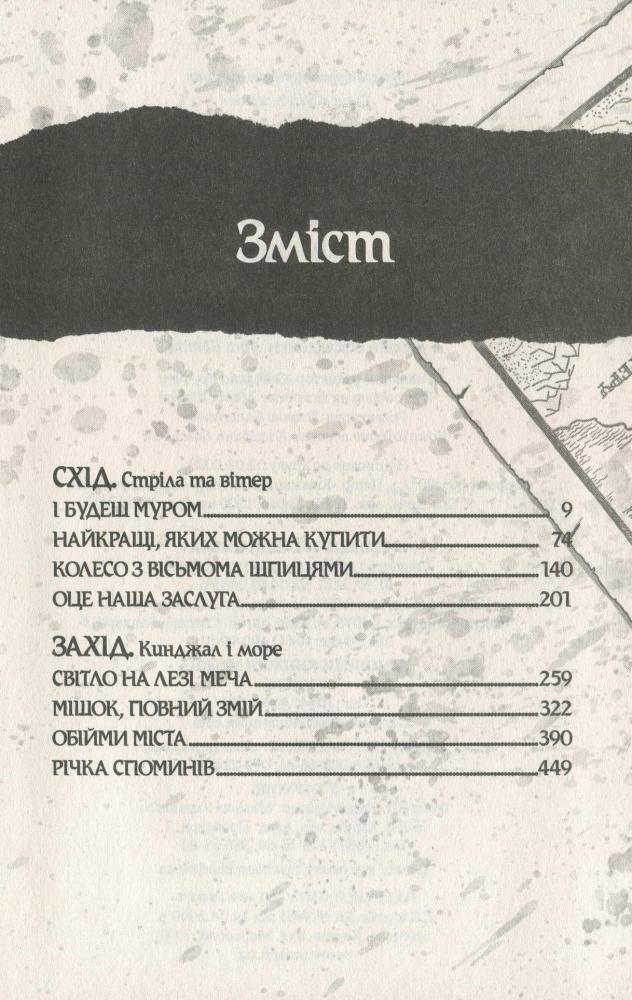 Зміст
СХІД. Стріла та вітер
І БУДЕШ МУРОМ 9
НАЙКРАЩІ, ЯКИХ МОЖНА КУПИТИ 74
КОЛЕСО З ВІСЬМОМА ШПИЦЯМИ 140
ОЦЕ НАША ЗАСЛУГА 201
ЗАХІД. Кинджал і море
СВІТЛО НА ЛЕЗІ МЕЧА 259
МІШОК, ПОВНИЙ ЗМІЙ 322
ОБІЙМИ МІСТА 390
РІЧКА СПОМИНІВ 449